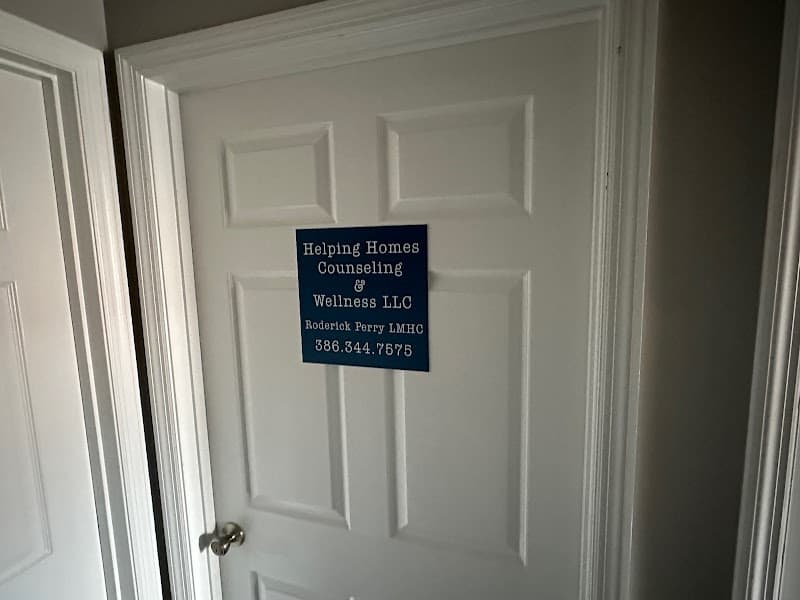 Helping Homes
Counseling
&
Wellness LLC
Roderick Perry LMHC
386.344.7575